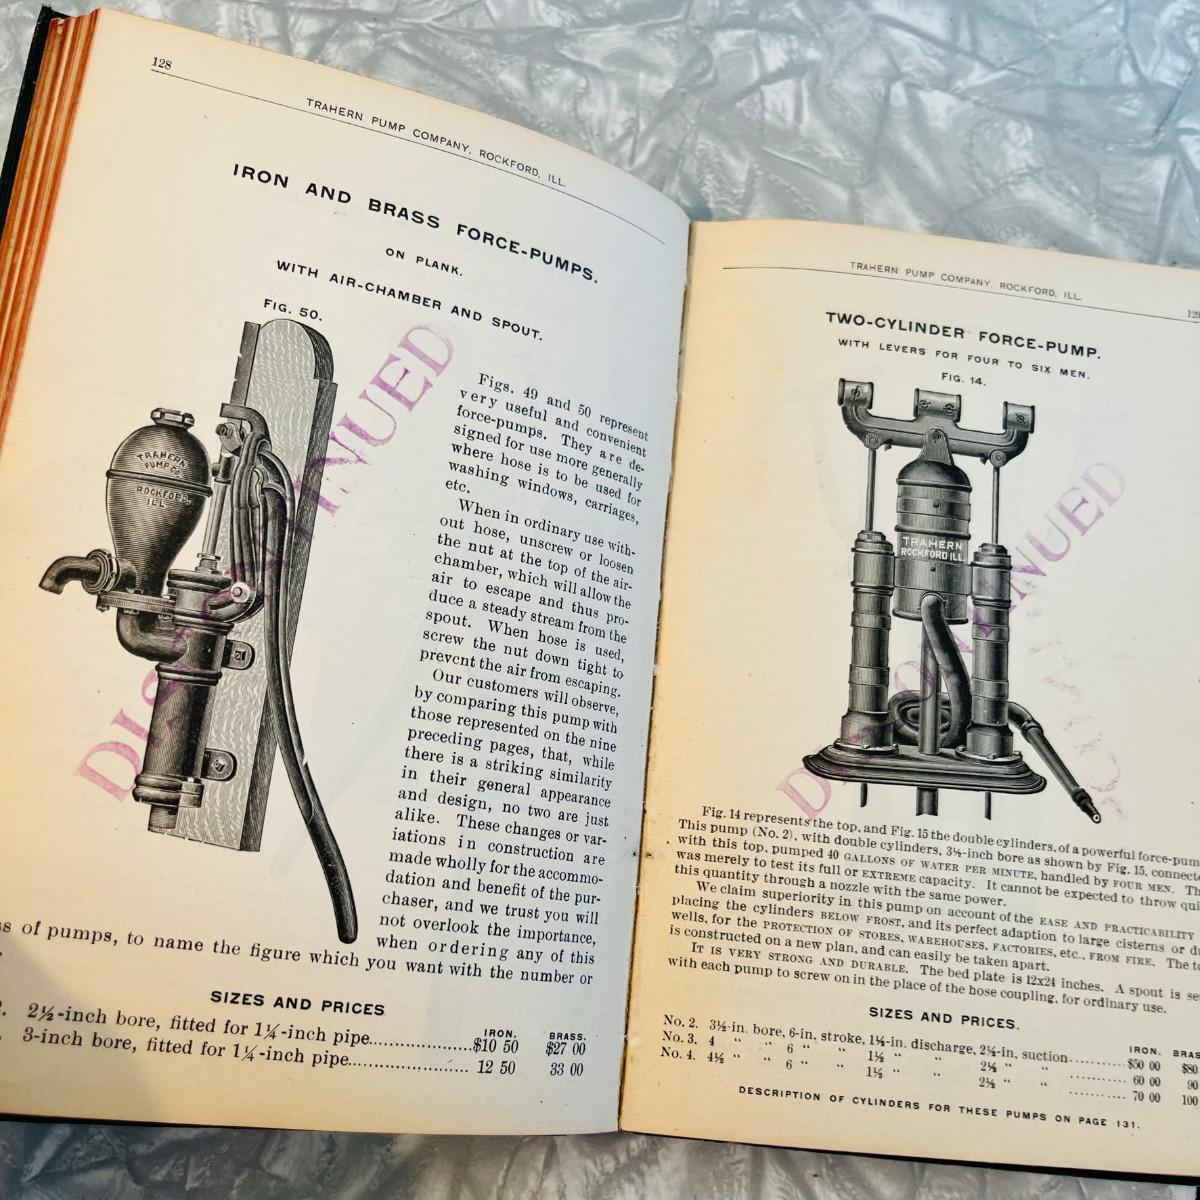 128
TRAHERN PUMP COMPANY, ROCKFORD, ILL.
IRON AND BRASS FORCE-PUMPS.
ON PLANK.
WITH AIR-CHAMBER AND SPOUT.
FIG. 50.
TRAHERN
PUMP CO.
ROCKFORD,
ILL.
DISCONTINUED
Figs. 49 and 50 represent
very useful and convenient
force-pumps. They are de-
signed for use more generally
where hose is to be used for
washing windows, carriages,
etc.
When in ordinary use with-
out hose, unscrew or loosen
the nut at the top of the air-
chamber, which will allow the
air to escape and thus pro-
duce a steady stream from the
spout. When hose is used,
screw the nut down tight to
prevent the air from escaping.
Our customers will observe,
by comparing this pump with
those represented on the nine
preceding pages, that, while
there is a striking similarity
in their general appearance
and design, no two are just
alike. These changes or var-
iations in construction are
made wholly for the accommo-
dation and benefit of the pur-
chaser, and we trust you will
not overlook the importance,
when ordering any of this
of pumps, to name the figure which you want with the number or
SIZES AND PRICES
IRON. BRASS.
2½-inch bore, fitted for 1¼-inch pipe.......................$10 50 $27 00
3-inch bore, fitted for 1¼-inch pipe........................ 12 50 33 00
TRAHERN PUMP COMPANY, ROCKFORD, ILL.
129
TWO-CYLINDER FORCE-PUMP.
WITH LEVERS FOR FOUR TO SIX MEN.
FIG. 14.
TRAHERN
ROCKFORD ILL.
DISCONTINUED
Fig. 14 represents the top, and Fig. 15 the double cylinders, of a powerful force-pum
This pump (No. 2), with double cylinders, 3½-inch bore as shown by Fig. 15, connecte
with this top, pumped 40 GALLONS OF WATER PER MINUTE, handled by FOUR MEN. Th
was merely to test its full or EXTREME capacity. It cannot be expected to throw qui
this quantity through a nozzle with the same power.
We claim superiority in this pump on account of the EASE AND PRACTICABILITY
placing the cylinders BELOW FROST, and its perfect adaption to large cisterns or d
wells, for the PROTECTION OF STORES, WAREHOUSES, FACTORIES, etc., FROM FIRE. The to
is constructed on a new plan, and can easily be taken apart.
IT IS VERY STRONG AND DURABLE. The bed plate is 12x24 inches. A spout is se
with each pump to screw on in the place of the hose coupling, for ordinary use.
SIZES AND PRICES.
IRON. BRAS
No. 2. 3½-in. bore, 6-in. stroke, 1½-in. discharge, 2½-in. suction..........$50 00 $80
No. 3. 4 " " 6 " " 1½ " " 2½ " " .......... 60 00 90
No. 4. 4½ " " 6 " " 1½ " " 2½ " " .......... 70 00 100
DESCRIPTION OF CYLINDERS FOR THESE PUMPS ON PAGE 131.